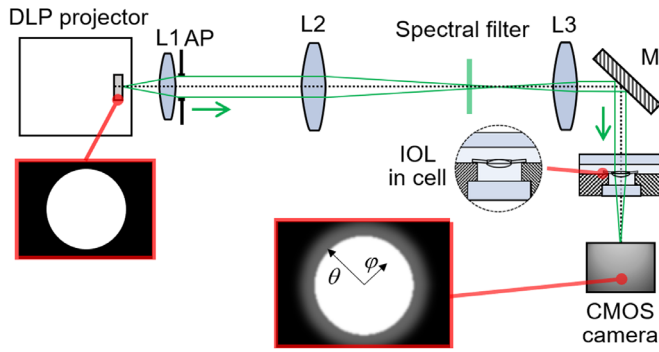 DLP projector
L1
AP
L2
Spectral filter
L3
M
IOL
in cell
θ
φ
CMOS
camera